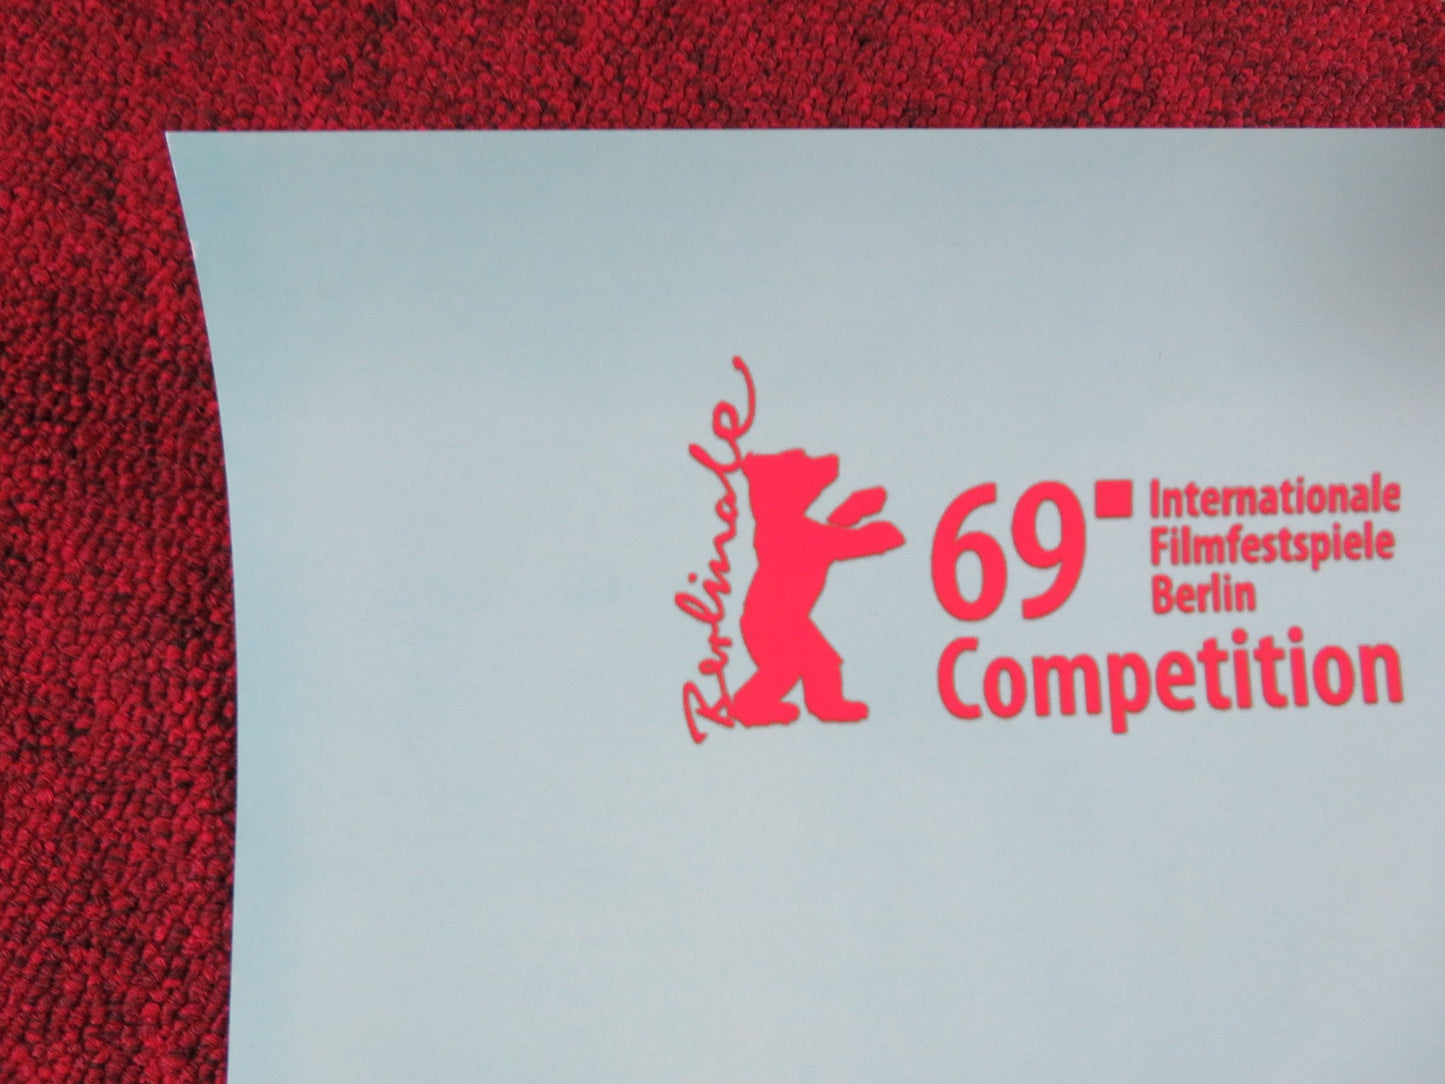 Berlinale
69
Internationale
Filmfestspiele
Berlin
Competition